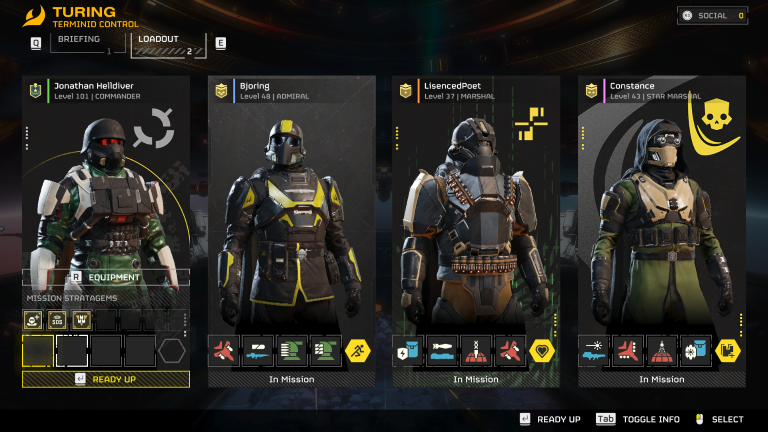 TURING
TERMINID CONTROL
SOCIAL 0
Q
BRIEFING
1
LOADOUT
2
E
Jonathan Helldiver
Level 101 | COMMANDER
R EQUIPMENT
MISSION STRATAGEMS
SOS
READY UP
Bjoring
Level 48 | ADMIRAL
In Mission
LisencedPoet
Level 37 | MARSHAL
In Mission
Constance
Level 43 | STAR MARSHAL
In Mission
READY UP
Tab TOGGLE INFO
SELECT